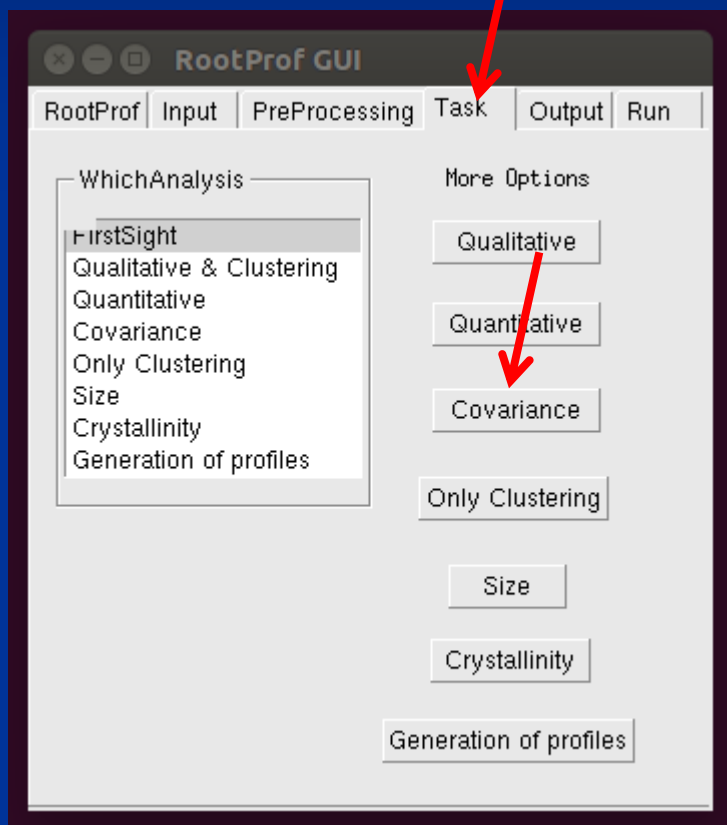 RootProf GUI
RootProf Input PreProcessing Task Output Run
WhichAnalysis
FirstSight
Qualitative & Clustering
Quantitative
Covariance
Only Clustering
Size
Crystallinity
Generation of profiles
More Options
Qualitative
Quantitative
Covariance
Only Clustering
Size
Crystallinity
Generation of profiles